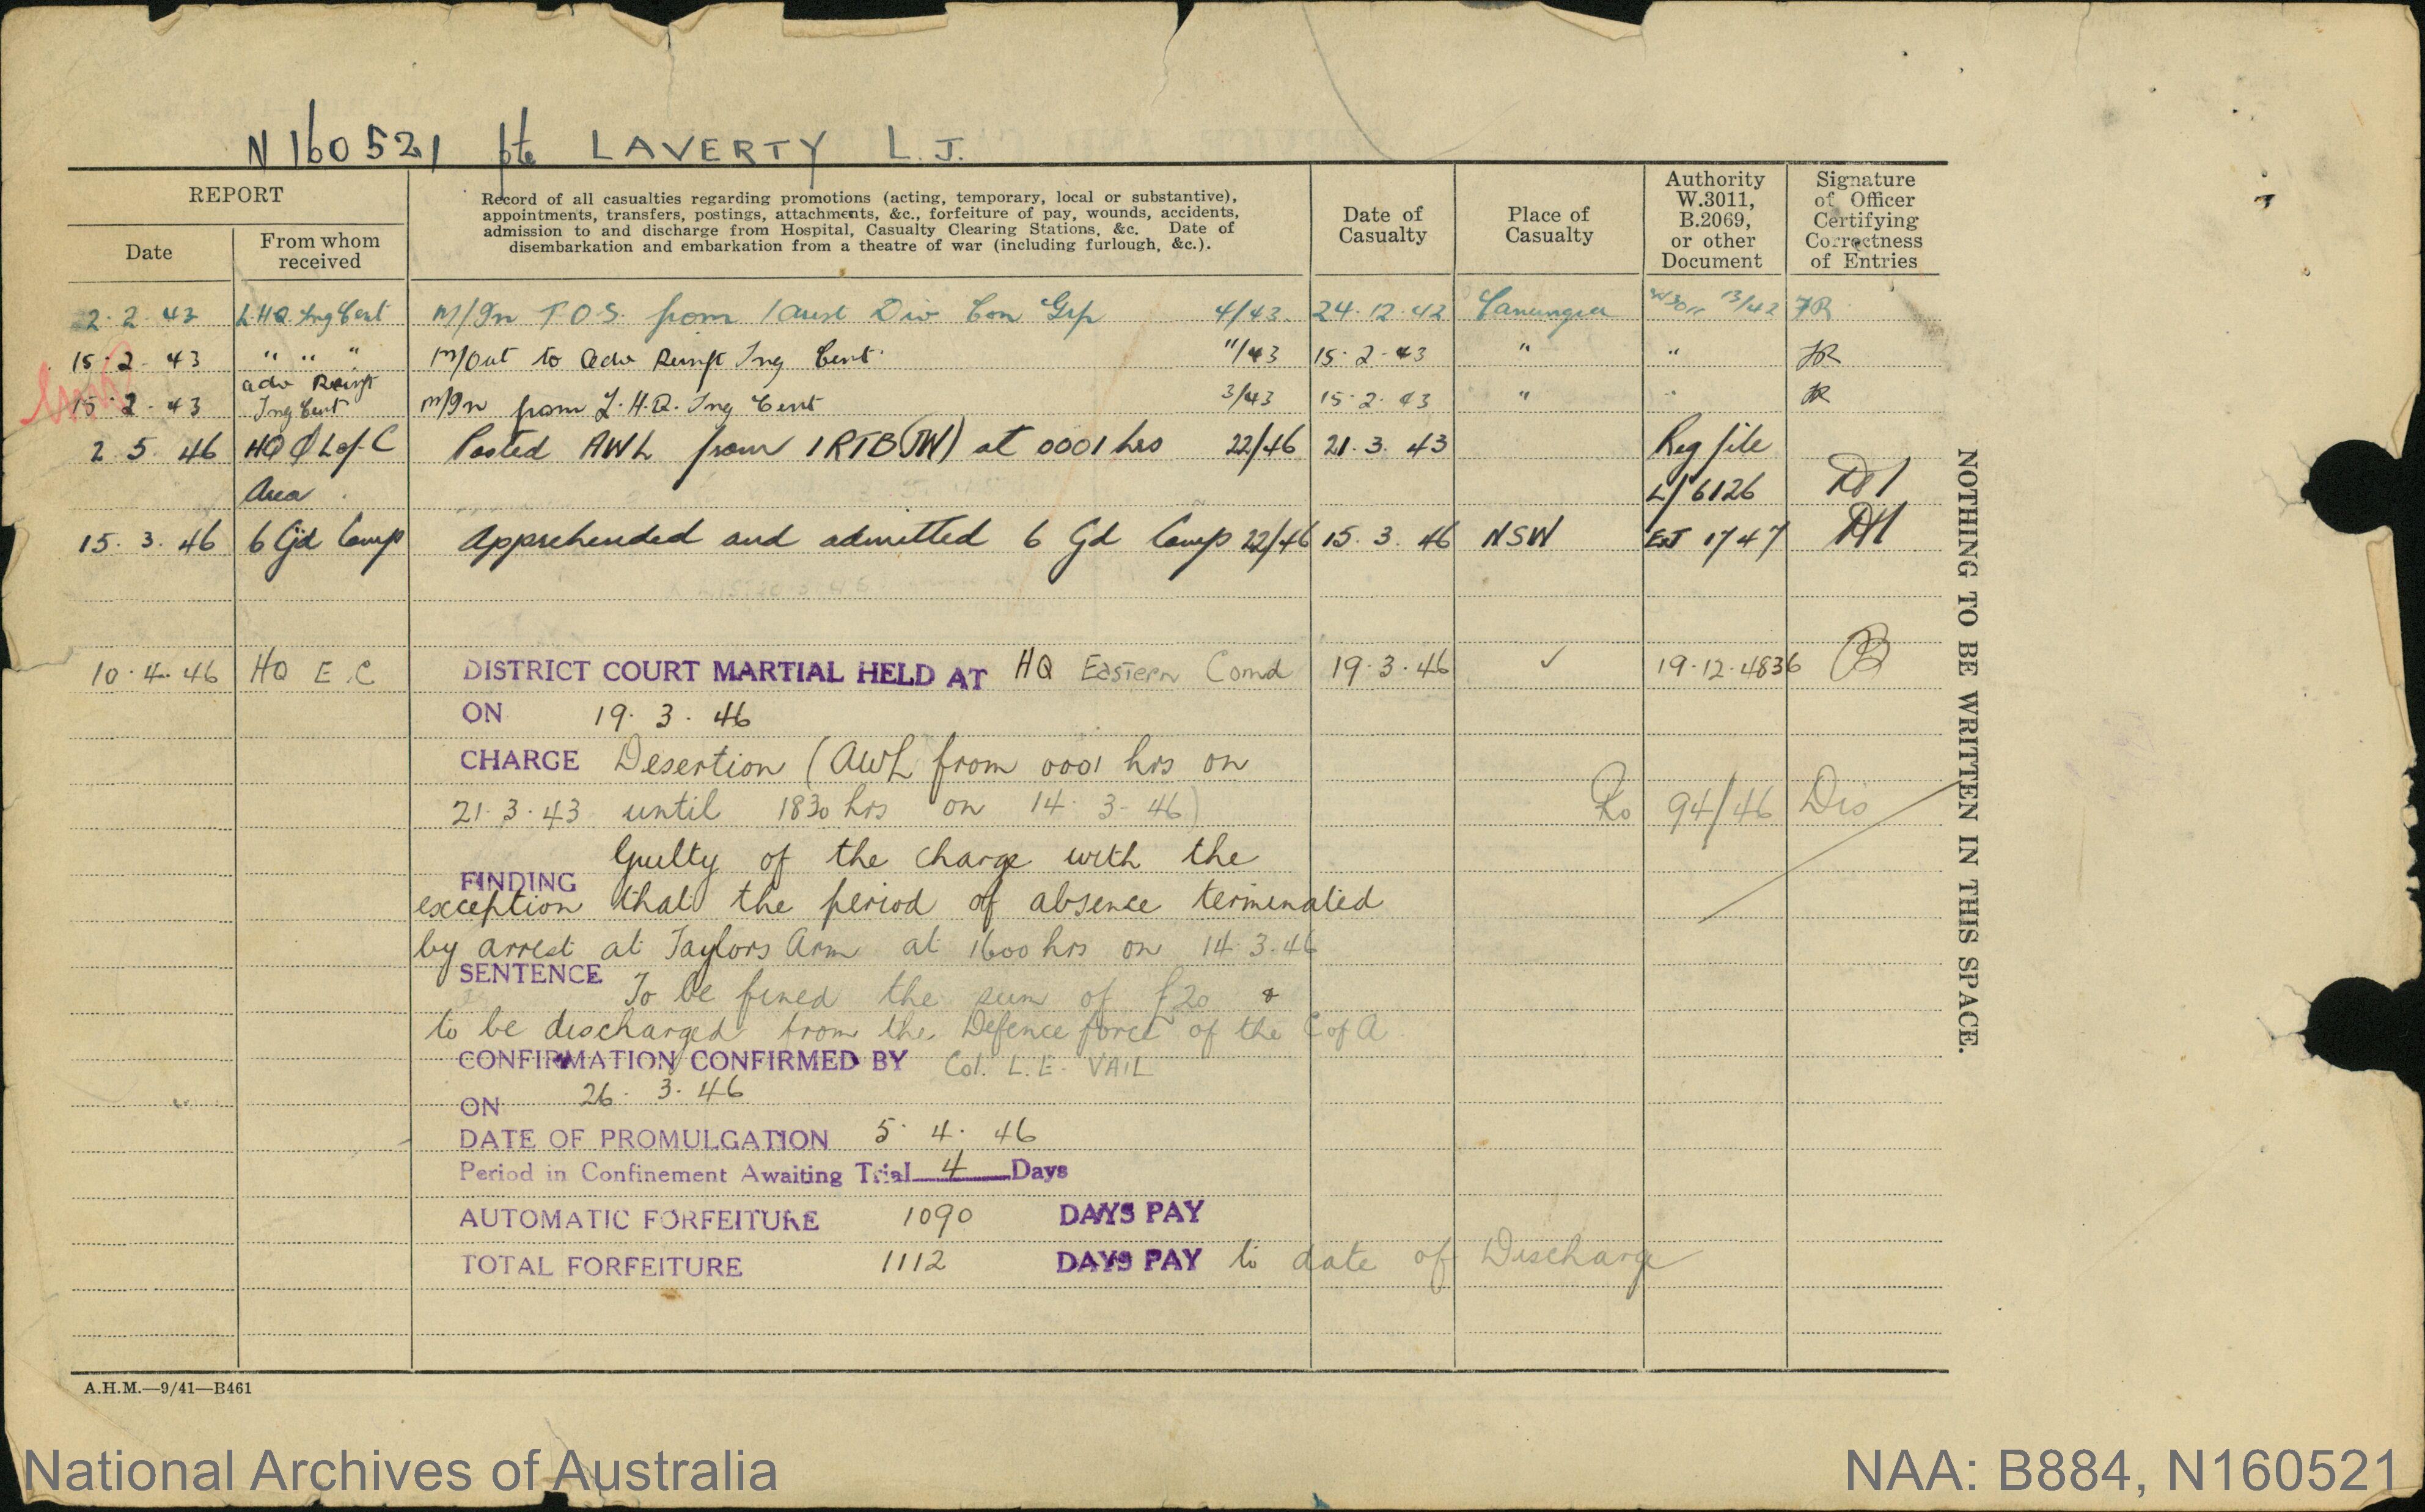 N160521 Pte LAVERTY L. J.
REPORT
Date
From whom received
Record of all casualties regarding promotions (acting, temporary, local or substantive),
appointments, transfers, postings, attachments, &c., forfeiture of pay, wounds, accidents,
admission to and discharge from Hospital, Casualty Clearing Stations, &c. Date of
disembarkation and embarkation from a theatre of war (including furlough, &c.).
Date of Casualty
Place of Casualty
Authority W.3011, B.2069, or other Document
Signature of Officer Certifying Correctness of Entries
2. 2. 43 L.H.Q. Trg Cent M/In T.O.S. from 1 Aust Div Con Grp 4/43 24.12.42 Canungra W3011 13/42
15. 2. 43 " " " M/Out to Adv Reinft Trg Cent. 11/43 15.2.43 " "
Adv Reinft
15. 2. 43 Trg Cent M/In from L.H.Q. Trg Cent 3/43 15.2.43 "
2. 5. 46 HQ Q L of C Posted AWL from 1 RTB (JW) at 0001 hrs 22/46 21.3.43 Reg file
Area L/6126
15. 3. 46 6 Gd Comp Apprehended and admitted 6 Gd Comp 22/46 15.3.46 NSW 1747
10.4.46 HQ E.C DISTRICT COURT MARTIAL HELD AT HQ Eastern Comd 19.3.46 ✓ 19.12.4836
ON 19. 3. 46
CHARGE Desertion (AWL from 0001 hrs on
21.3.43 until 1830 hrs on 14. 3. 46) Ro 94/46 Dis
Guilty of the charge with the
FINDING
exception that the period of absence terminated
by arrest at Taylors Arm at 1600 hrs on 14.3.46
SENTENCE To be fined the sum of £20 &
to be discharged from the Defence force of the C of A.
CONFIRMATION CONFIRMED BY Col. L. E. VAIL
ON 26. 3. 46
DATE OF PROMULGATION 5. 4. 46
Period in Confinement Awaiting Trial 4 Days
AUTOMATIC FORFEITURE 1090 DAYS PAY
TOTAL FORFEITURE 1112 DAYS PAY to date of Discharge
NOTHING TO BE WRITTEN IN THIS SPACE.
A.H.M.—9/41—B461
National Archives of Australia
NAA: B884, N160521